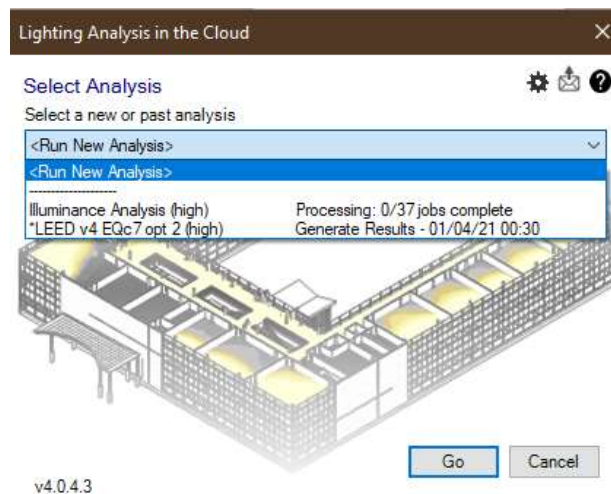 Lighting Analysis in the Cloud
Select Analysis
Select a new or past analysis
<Run New Analysis>
<Run New Analysis>
--------------------
Illuminance Analysis (high) Processing: 0/37 jobs complete
*LEED v4 EQc7 opt 2 (high) Generate Results - 01/04/21 00:30
Go Cancel
v4.0.4.3